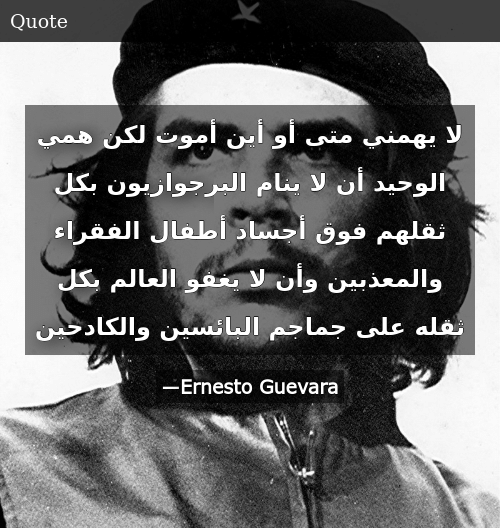 Quote
لا يهمني متى أو أين أموت لكن همي
الوحيد أن لا ينام البرجوازيون بكل
ثقلهم فوق أجساد أطفال الفقراء
والمعذبين وأن لا يغفو العالم بكل
ثقله على جماجم البائسين والكادحين
—Ernesto Guevara